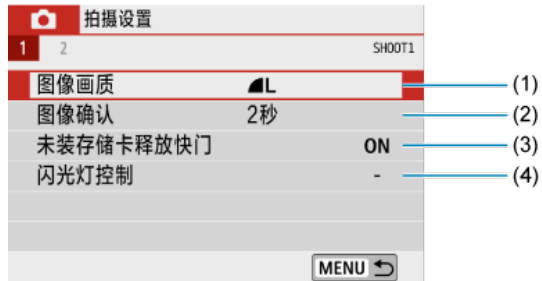 拍摄设置
1 2 SHOOT1
图像画质 L (1)
图像确认 2秒 (2)
未装存储卡释放快门 ON (3)
闪光灯控制 - (4)
MENU